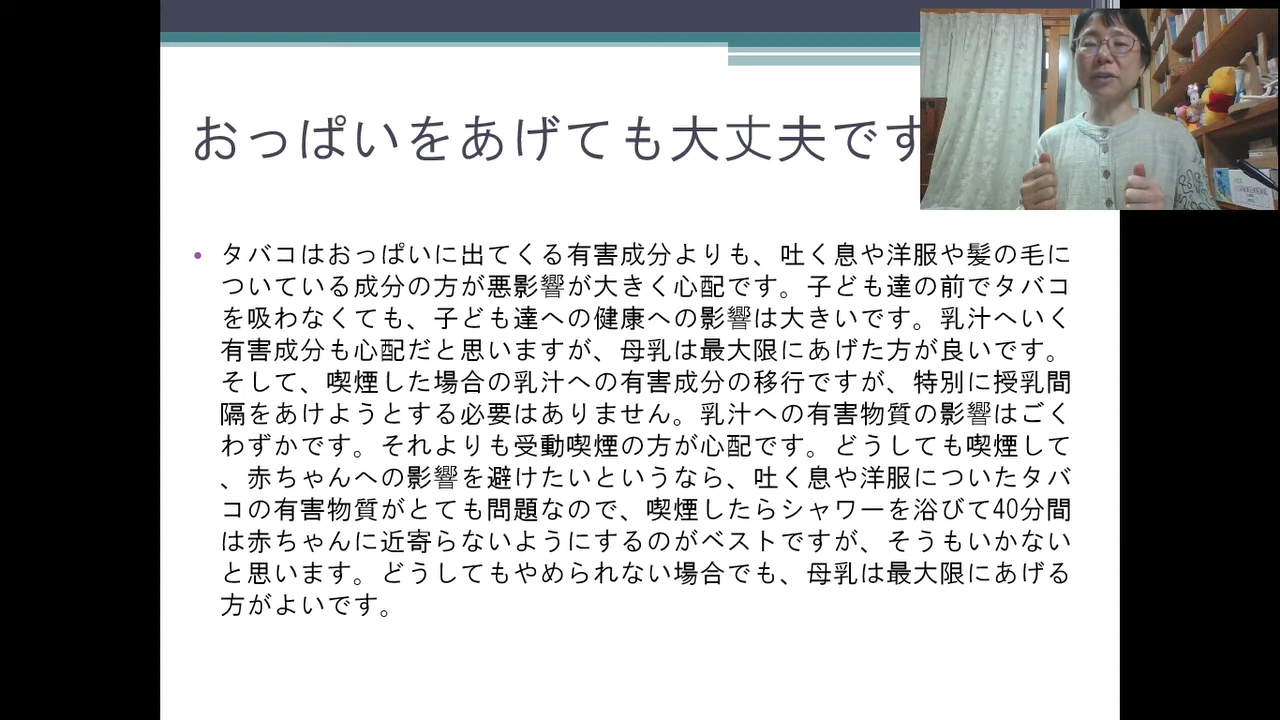 おっぱいをあげても大丈夫です
• タバコはおっぱいに出てくる有害成分よりも、吐く息や洋服や髪の毛に
ついている成分の方が悪影響が大きく心配です。子ども達の前でタバコ
を吸わなくても、子ども達への健康への影響は大きいです。乳汁へいく
有害成分も心配だと思いますが、母乳は最大限にあげた方が良いです。
そして、喫煙した場合の乳汁への有害成分の移行ですが、特別に授乳間
隔をあけようとする必要はありません。乳汁への有害物質の影響はごく
わずかです。それよりも受動喫煙の方が心配です。どうしても喫煙して
、赤ちゃんへの影響を避けたいというなら、吐く息や洋服についたタバ
コの有害物質がとても問題なので、喫煙したらシャワーを浴びて40分間
は赤ちゃんに近寄らないようにするのがベストですが、そうもいかない
と思います。どうしてもやめられない場合でも、母乳は最大限にあげる
方がよいです。